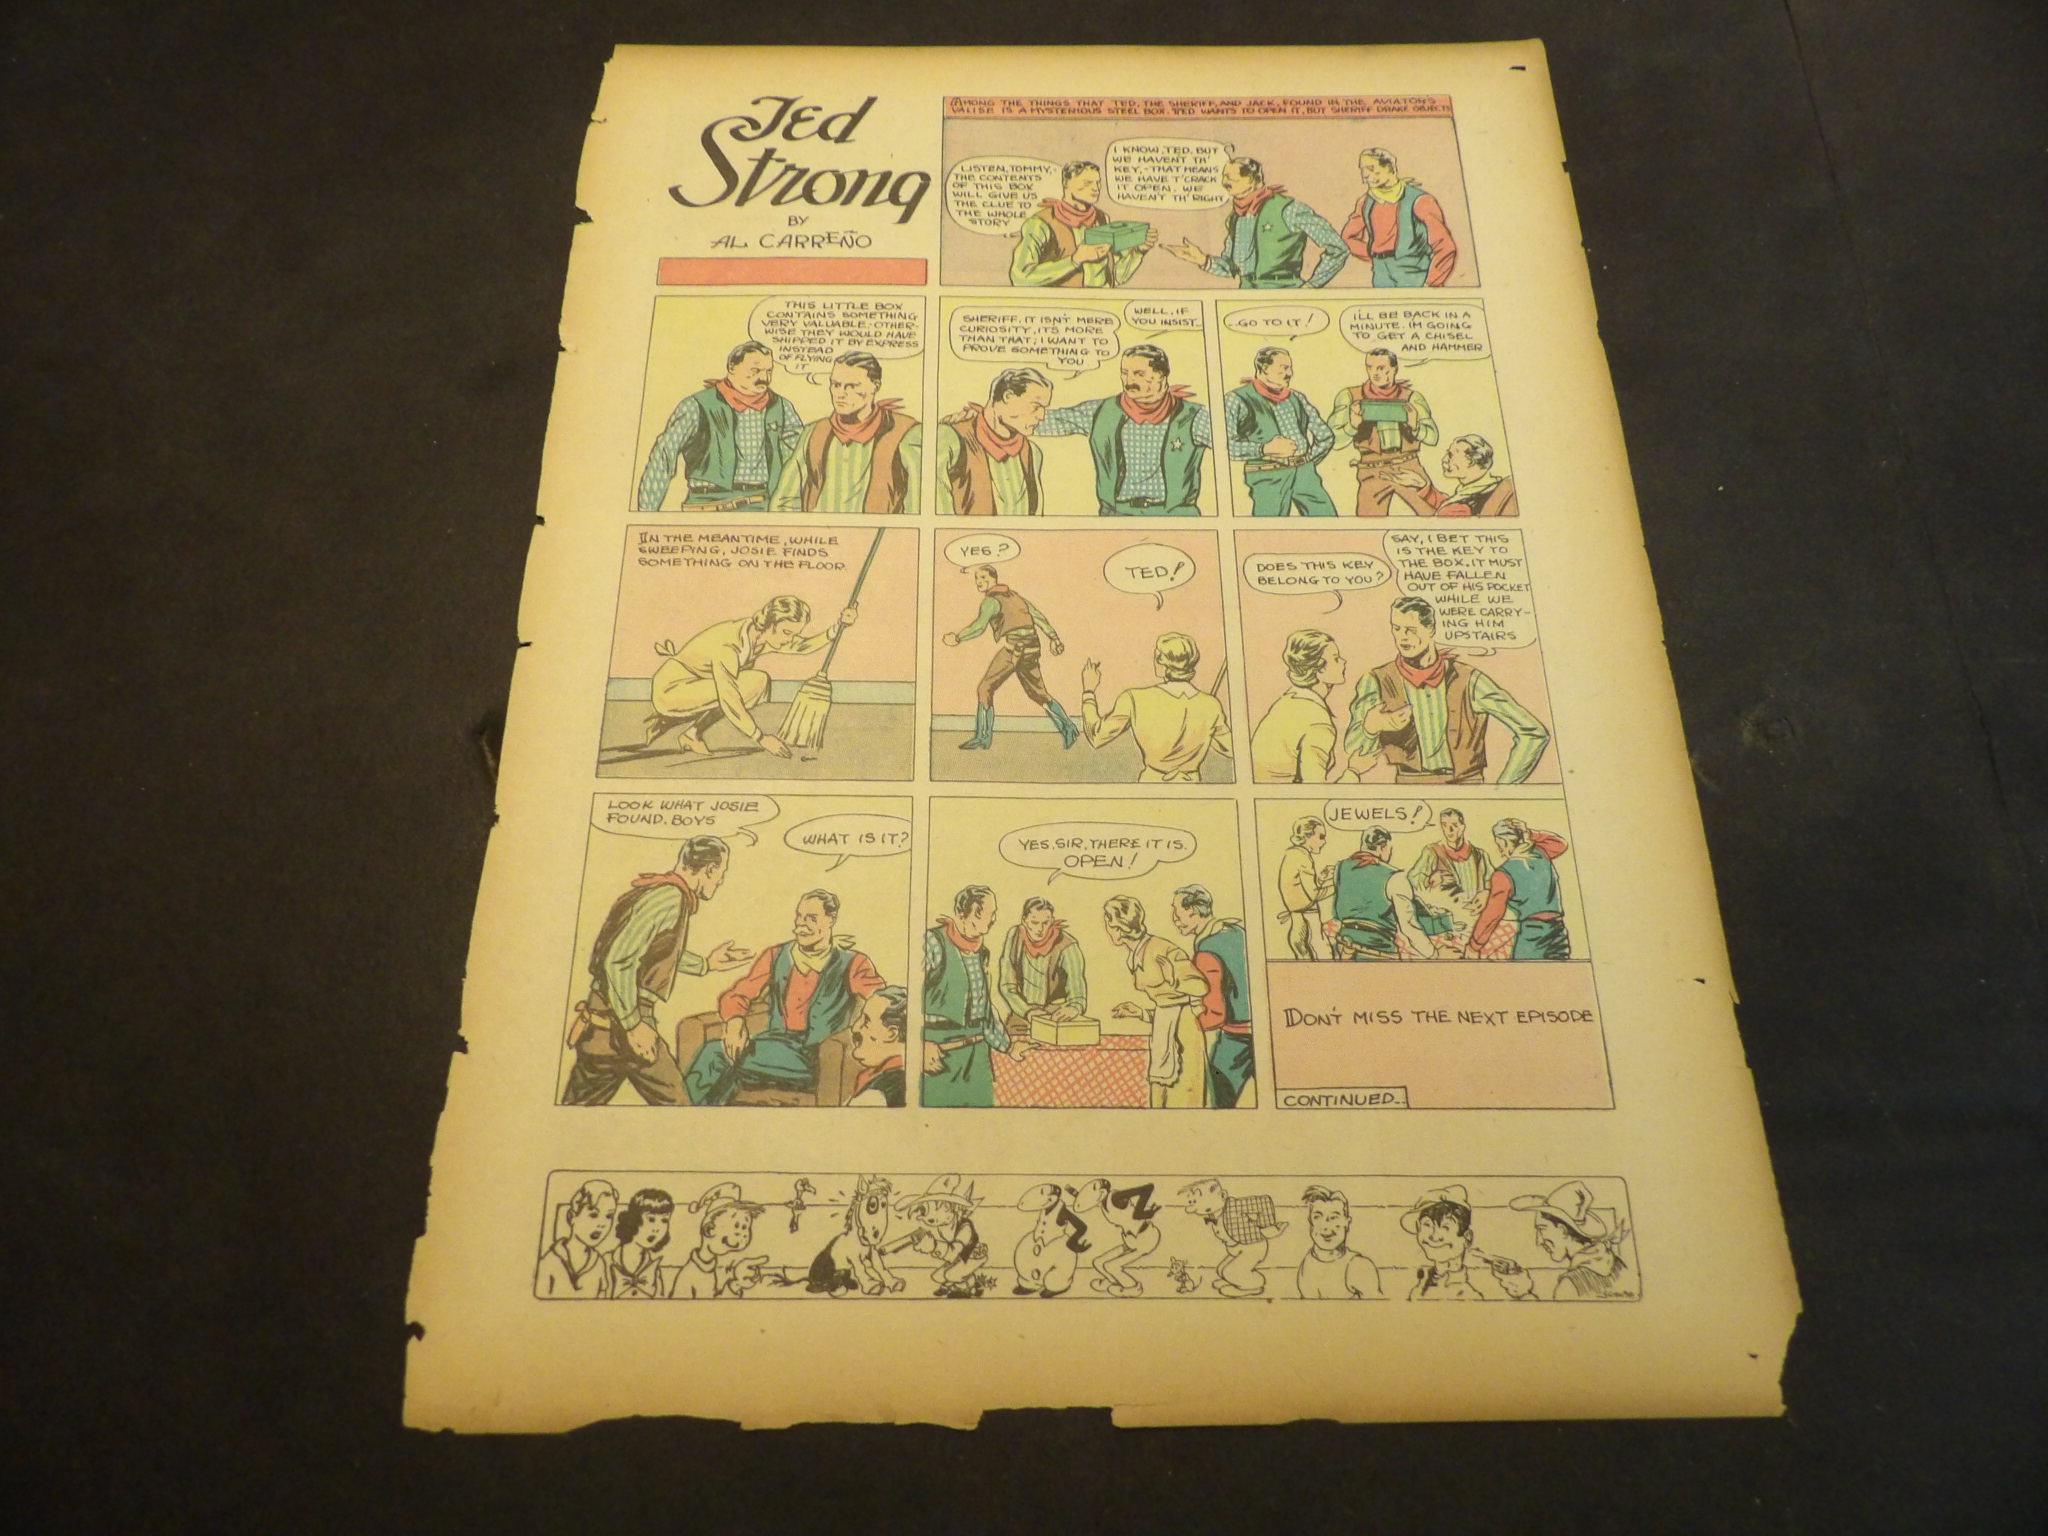 Ted
Strong
BY
AL CARREÑO
AMONG THE THINGS THAT TED, THE SHERIFF, AND JACK, FOUND IN THE AVIATOR'S
VALISE IS A MYSTERIOUS STEEL BOX. TED WANTS TO OPEN IT, BUT SHERIFF DRAKE OBJECTS
LISTEN, TOMMY,-
THE CONTENTS
OF THIS BOX
WILL GIVE US
THE CLUE TO
THE WHOLE
STORY
I KNOW, TED, BUT
WE HAVEN'T TH'
KEY,-THAT MEANS
WE HAVE T'CRACK
IT OPEN. WE
HAVEN'T TH' RIGHT
THIS LITTLE BOX
CONTAINS SOMETHING
VERY VALUABLE,-OTHER-
WISE THEY WOULD HAVE
SHIPPED IT BY EXPRESS
INSTEAD
OF FLYING
IT
SHERIFF, IT ISN'T MERE
CURIOSITY, IT'S MORE
THAN THAT; I WANT TO
PROVE SOMETHING TO
YOU
WELL, IF
YOU INSIST..
..GO TO IT!
I'LL BE BACK IN A
MINUTE. I'M GOING
TO GET A CHISEL
AND HAMMER
IN THE MEANTIME, WHILE
SWEEPING, JOSIE FINDS
SOMETHING ON THE FLOOR.
YES?
TED!
DOES THIS KEY
BELONG TO YOU?
SAY, I BET THIS
IS THE KEY TO
THE BOX. IT MUST
HAVE FALLEN
OUT OF HIS POCKET
WHILE WE
WERE CARRY-
ING HIM
UPSTAIRS
LOOK WHAT JOSIE
FOUND, BOYS
WHAT IS IT?
YES, SIR, THERE IT IS.
OPEN!
JEWELS!
DON'T MISS THE NEXT EPISODE
CONTINUED..